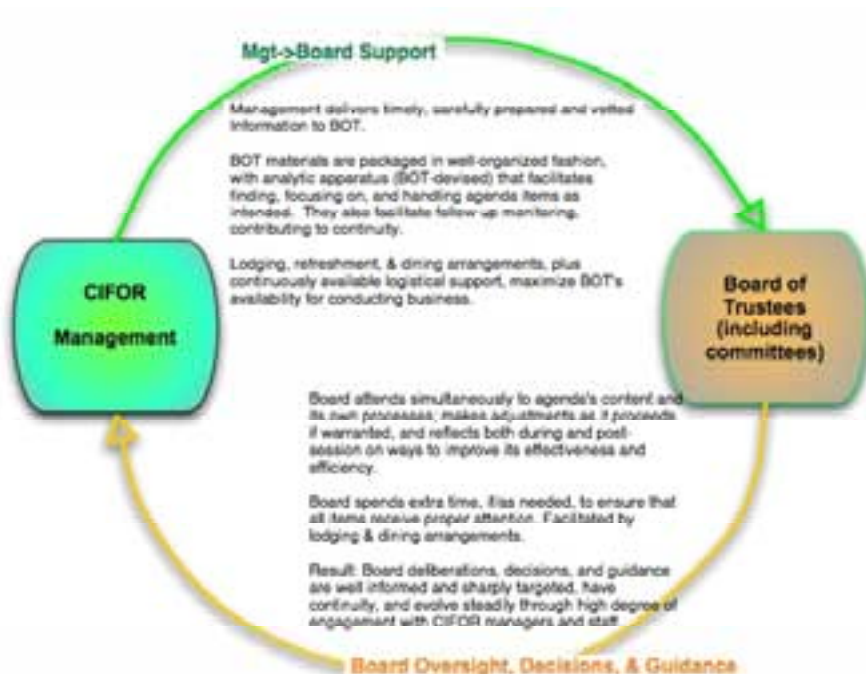 Mgt->Board Support
Management delivers timely, carefully prepared and vetted
Information to BOT.
BOT materials are packaged in well-organized fashion,
with analytic apparatus (BOT-devised) that facilitates
finding, focusing on, and handling agenda items as
intended. They also facilitate follow up monitoring,
contributing to continuity.
Lodging, refreshment, & dining arrangements, plus
continuously available logistical support, maximize BOT's
availability for conducting business.
CIFOR
Management
Board of
Trustees
(including
committees)
Board attends simultaneously to agenda's content and
its own processes, makes adjustments as it proceeds
if warranted, and reflects both during and post-
session on ways to improve its effectiveness and
efficiency.
Board spends extra time, if/as needed, to ensure that
all items receive proper attention. Facilitated by
lodging & dining arrangements.
Result: Board deliberations, decisions, and guidance
are well informed and sharply targeted, have
continuity, and evolve steadily through high degree of
engagement with CIFOR managers and staff
Board Oversight, Decisions, & Guidance